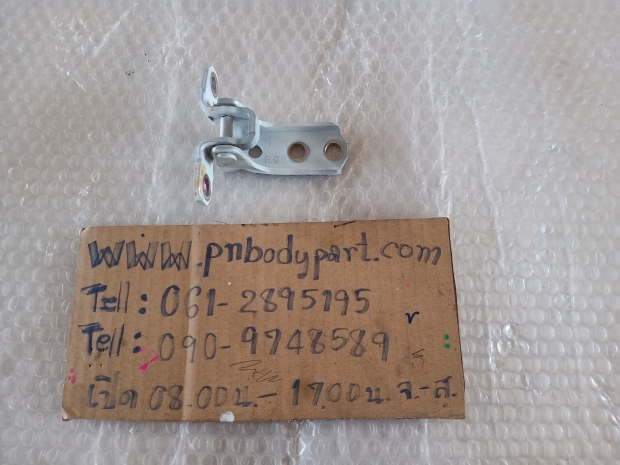 RS
www.pnbodypart.com
Tell : 061-2895195
Tell : 090-9748589
เปิด 08.00น.- 17.00น. จ.-ส.